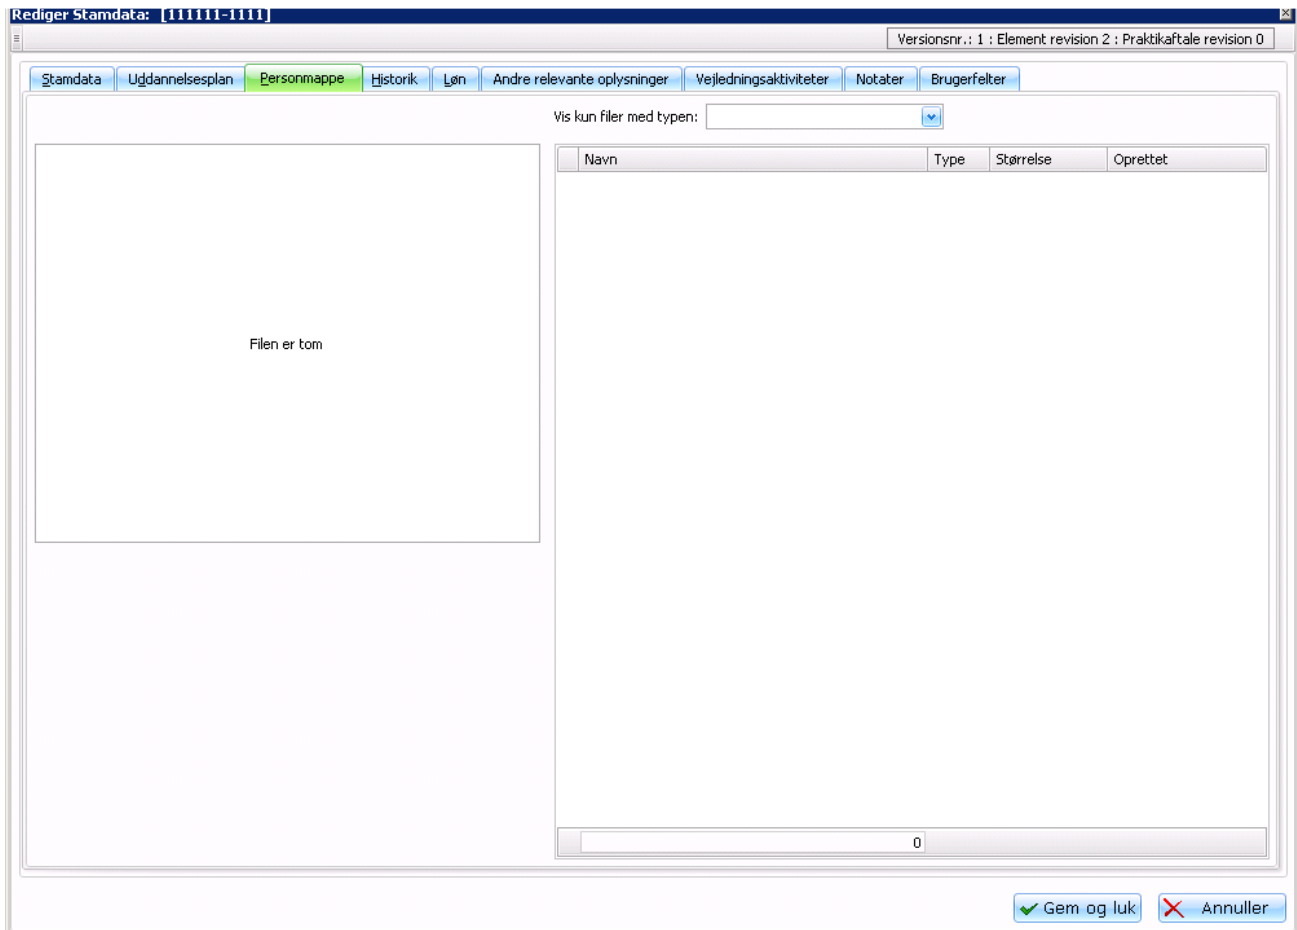 Rediger Stamdata: [111111-1111]
Versionsnr.: 1 : Element revision 2 : Praktikaftale revision 0
Stamdata Uddannelsesplan Personmappe Historik Løn Andre relevante oplysninger Vejledningsaktiviteter Notater Brugerfelter
Vis kun filer med typen:
Navn Type Størrelse Oprettet
Filen er tom
0
Gem og luk Annuller